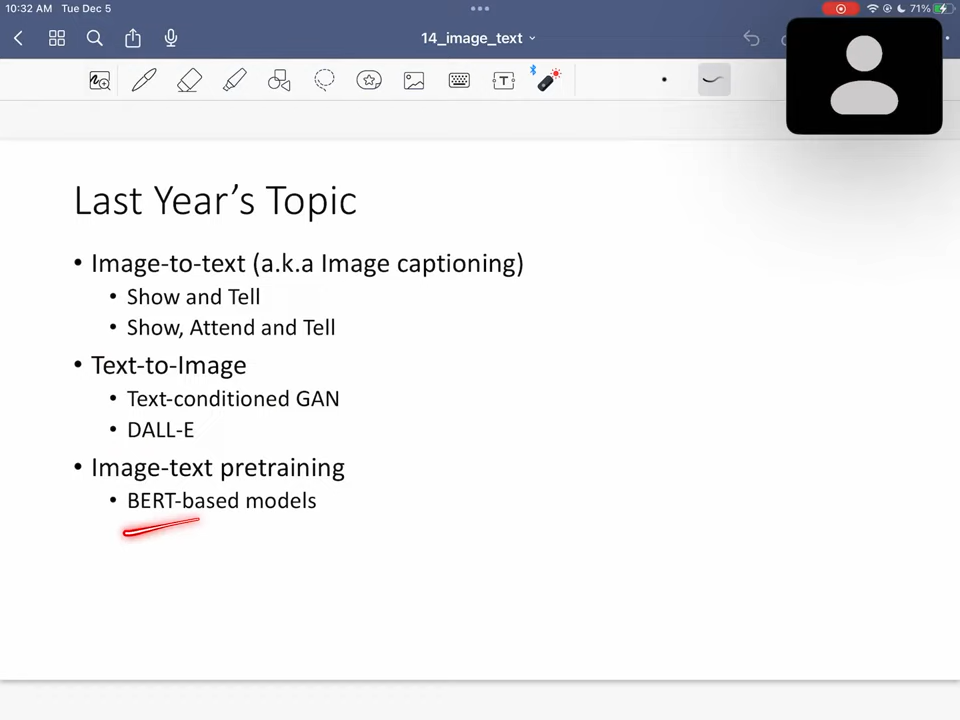 10:32 AM Tue Dec 5
71%
14_image_text
Last Year's Topic
• Image-to-text (a.k.a Image captioning)
• Show and Tell
• Show, Attend and Tell
• Text-to-Image
• Text-conditioned GAN
• DALL-E
• Image-text pretraining
• BERT-based models